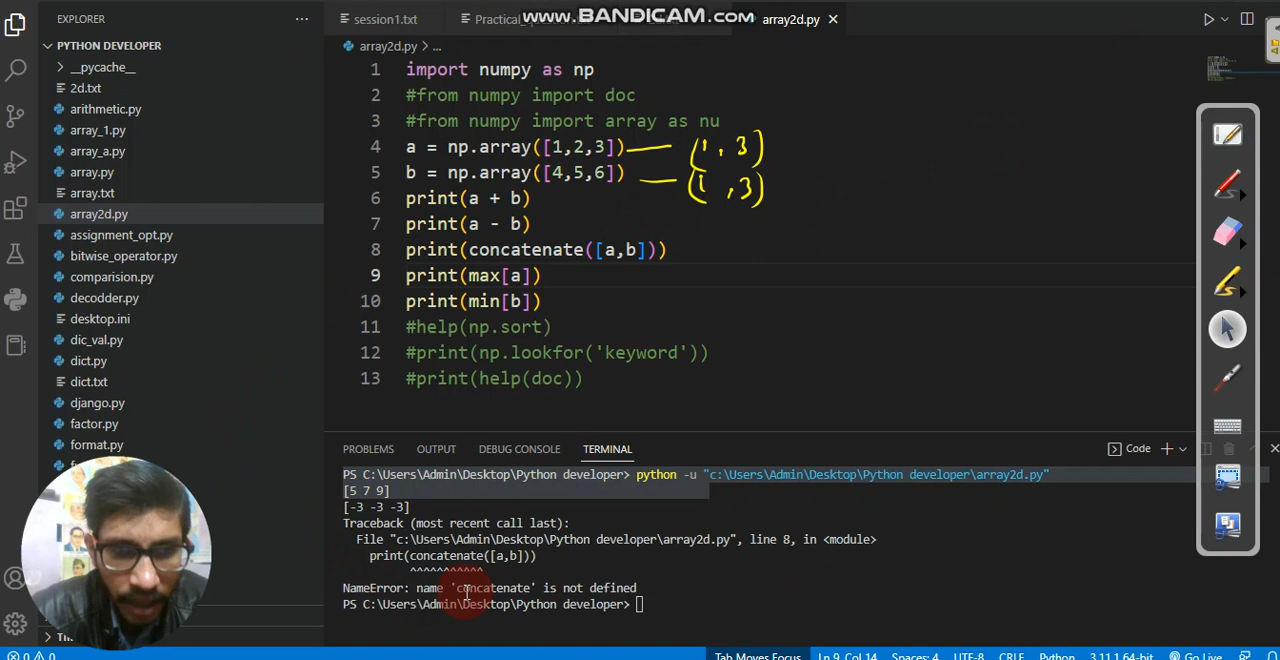 EXPLORER
...
session1.txt
Practical_
www.BANDICAM.com
array2d.py
PYTHON DEVELOPER
__pycache__
2d.txt
arithmetic.py
array_1.py
array_a.py
array.py
array.txt
array2d.py
assignment_opt.py
bitwise_operator.py
comparision.py
decodder.py
desktop.ini
dic_val.py
dict.py
dict.txt
django.py
factor.py
format.py
array2d.py > ...
1 import numpy as np
2 #from numpy import doc
3 #from numpy import array as nu
4 a = np.array([1,2,3]) (1, 3)
5 b = np.array([4,5,6]) (1 ,3)
6 print(a + b)
7 print(a - b)
8 print(concatenate([a,b]))
9 print(max[a])
10 print(min[b])
11 #help(np.sort)
12 #print(np.lookfor('keyword'))
13 #print(help(doc))
PROBLEMS OUTPUT DEBUG CONSOLE TERMINAL
Code
PS C:\Users\Admin\Desktop\Python developer> python -u "c:\Users\Admin\Desktop\Python developer\array2d.py"
[5 7 9]
[-3 -3 -3]
Traceback (most recent call last):
File "c:\Users\Admin\Desktop\Python developer\array2d.py", line 8, in <module>
print(concatenate([a,b]))
^^^^^^^^^^^
NameError: name 'concatenate' is not defined
PS C:\Users\Admin\Desktop\Python developer>
0 0
Tab Moves Focus Ln 9, Col 14 Spaces: 4 UTF-8 CRLF Python 3.11.1 64-bit Go Live